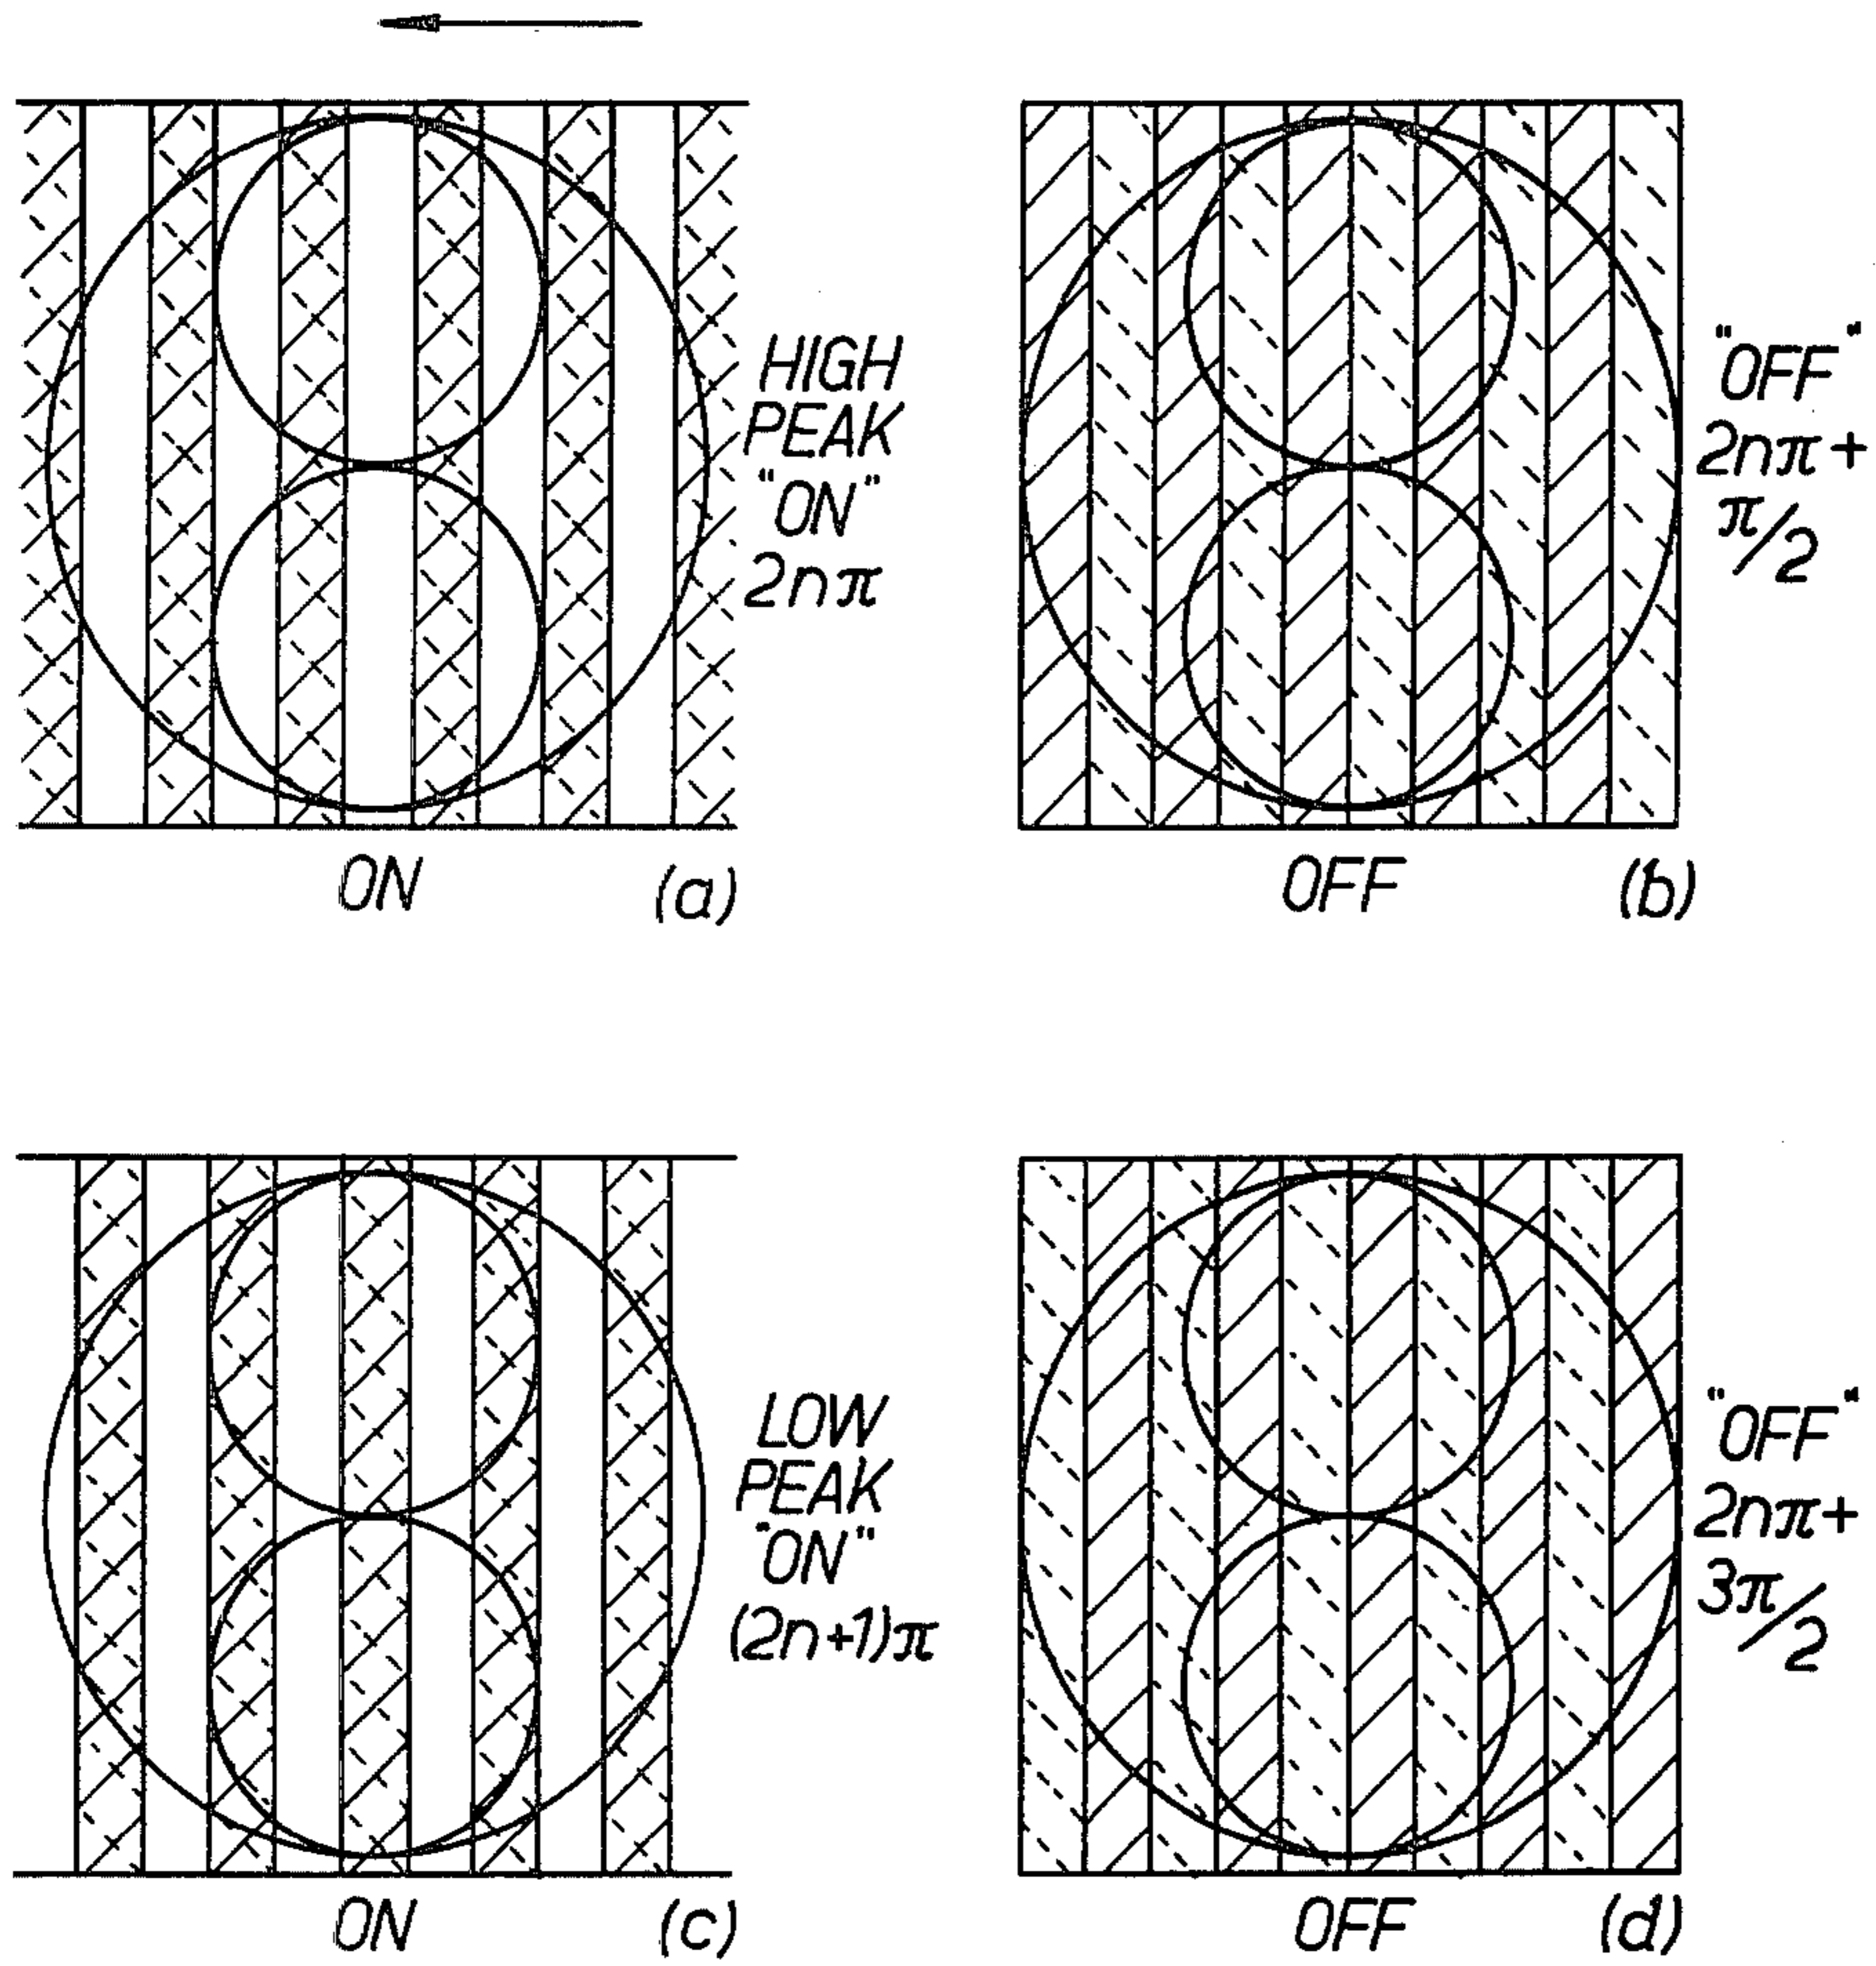 HIGH
PEAK
"ON"
2nπ
ON
(a)
"OFF"
2nπ+
π/2
OFF
(b)
LOW
PEAK
"ON"
(2n+1)π
ON
(c)
"OFF"
2nπ+
3π/2
OFF
(d)